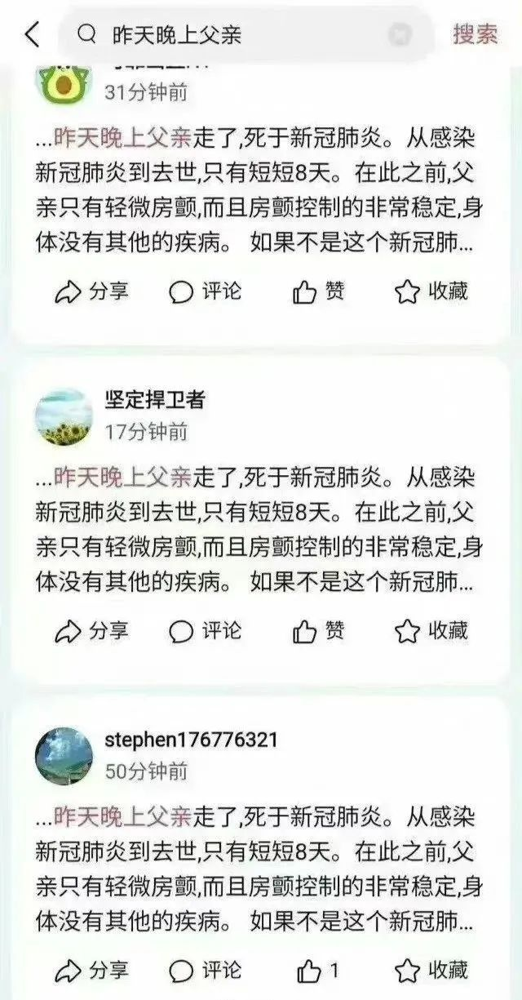 昨天晚上父亲
搜索
31分钟前
...昨天晚上父亲走了,死于新冠肺炎。从感染
新冠肺炎到去世,只有短短8天。在此之前,父
亲只有轻微房颤,而且房颤控制的非常稳定,身
体没有其他的疾病。 如果不是这个新冠肺...
分享 评论 赞 收藏
坚定捍卫者
17分钟前
...昨天晚上父亲走了,死于新冠肺炎。从感染
新冠肺炎到去世,只有短短8天。在此之前,父
亲只有轻微房颤,而且房颤控制的非常稳定,身
体没有其他的疾病。 如果不是这个新冠肺...
分享 评论 赞 收藏
stephen176776321
50分钟前
...昨天晚上父亲走了,死于新冠肺炎。从感染
新冠肺炎到去世,只有短短8天。在此之前,父
亲只有轻微房颤,而且房颤控制的非常稳定,身
体没有其他的疾病。 如果不是这个新冠肺...
分享 评论 1 收藏